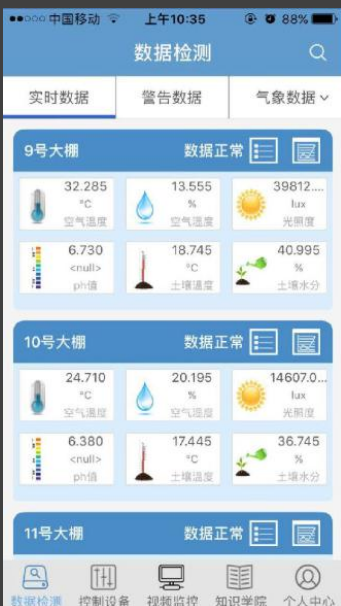 中国移动 上午10:35 88%
数据检测
实时数据 警告数据 气象数据
9号大棚 数据正常
32.285 13.555 39812....
°C % lux
空气温度 空气湿度 光照度
6.730 18.745 40.995
<null> °C %
ph值 土壤温度 土壤水分
10号大棚 数据正常
24.710 20.195 14607.0...
°C % lux
空气温度 空气湿度 光照度
6.380 17.445 36.745
<null> °C %
ph值 土壤温度 土壤水分
11号大棚 数据正常
数据检测 控制设备 视频监控 知识学院 个人中心